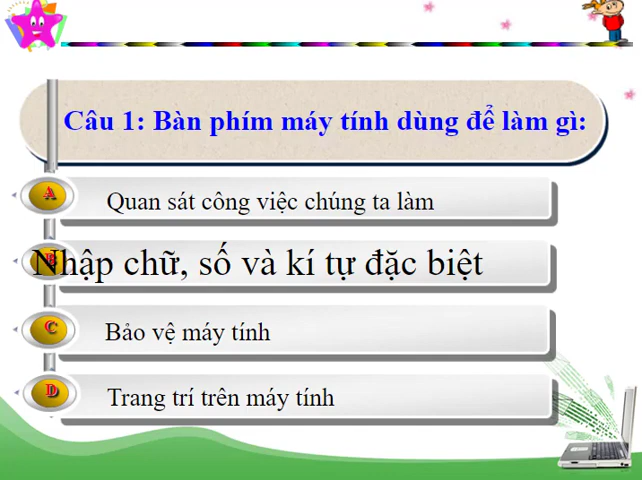 Câu 1: Bàn phím máy tính dùng để làm gì:
A Quan sát công việc chúng ta làm
B Nhập chữ, số và kí tự đặc biệt
C Bảo vệ máy tính
D Trang trí trên máy tính